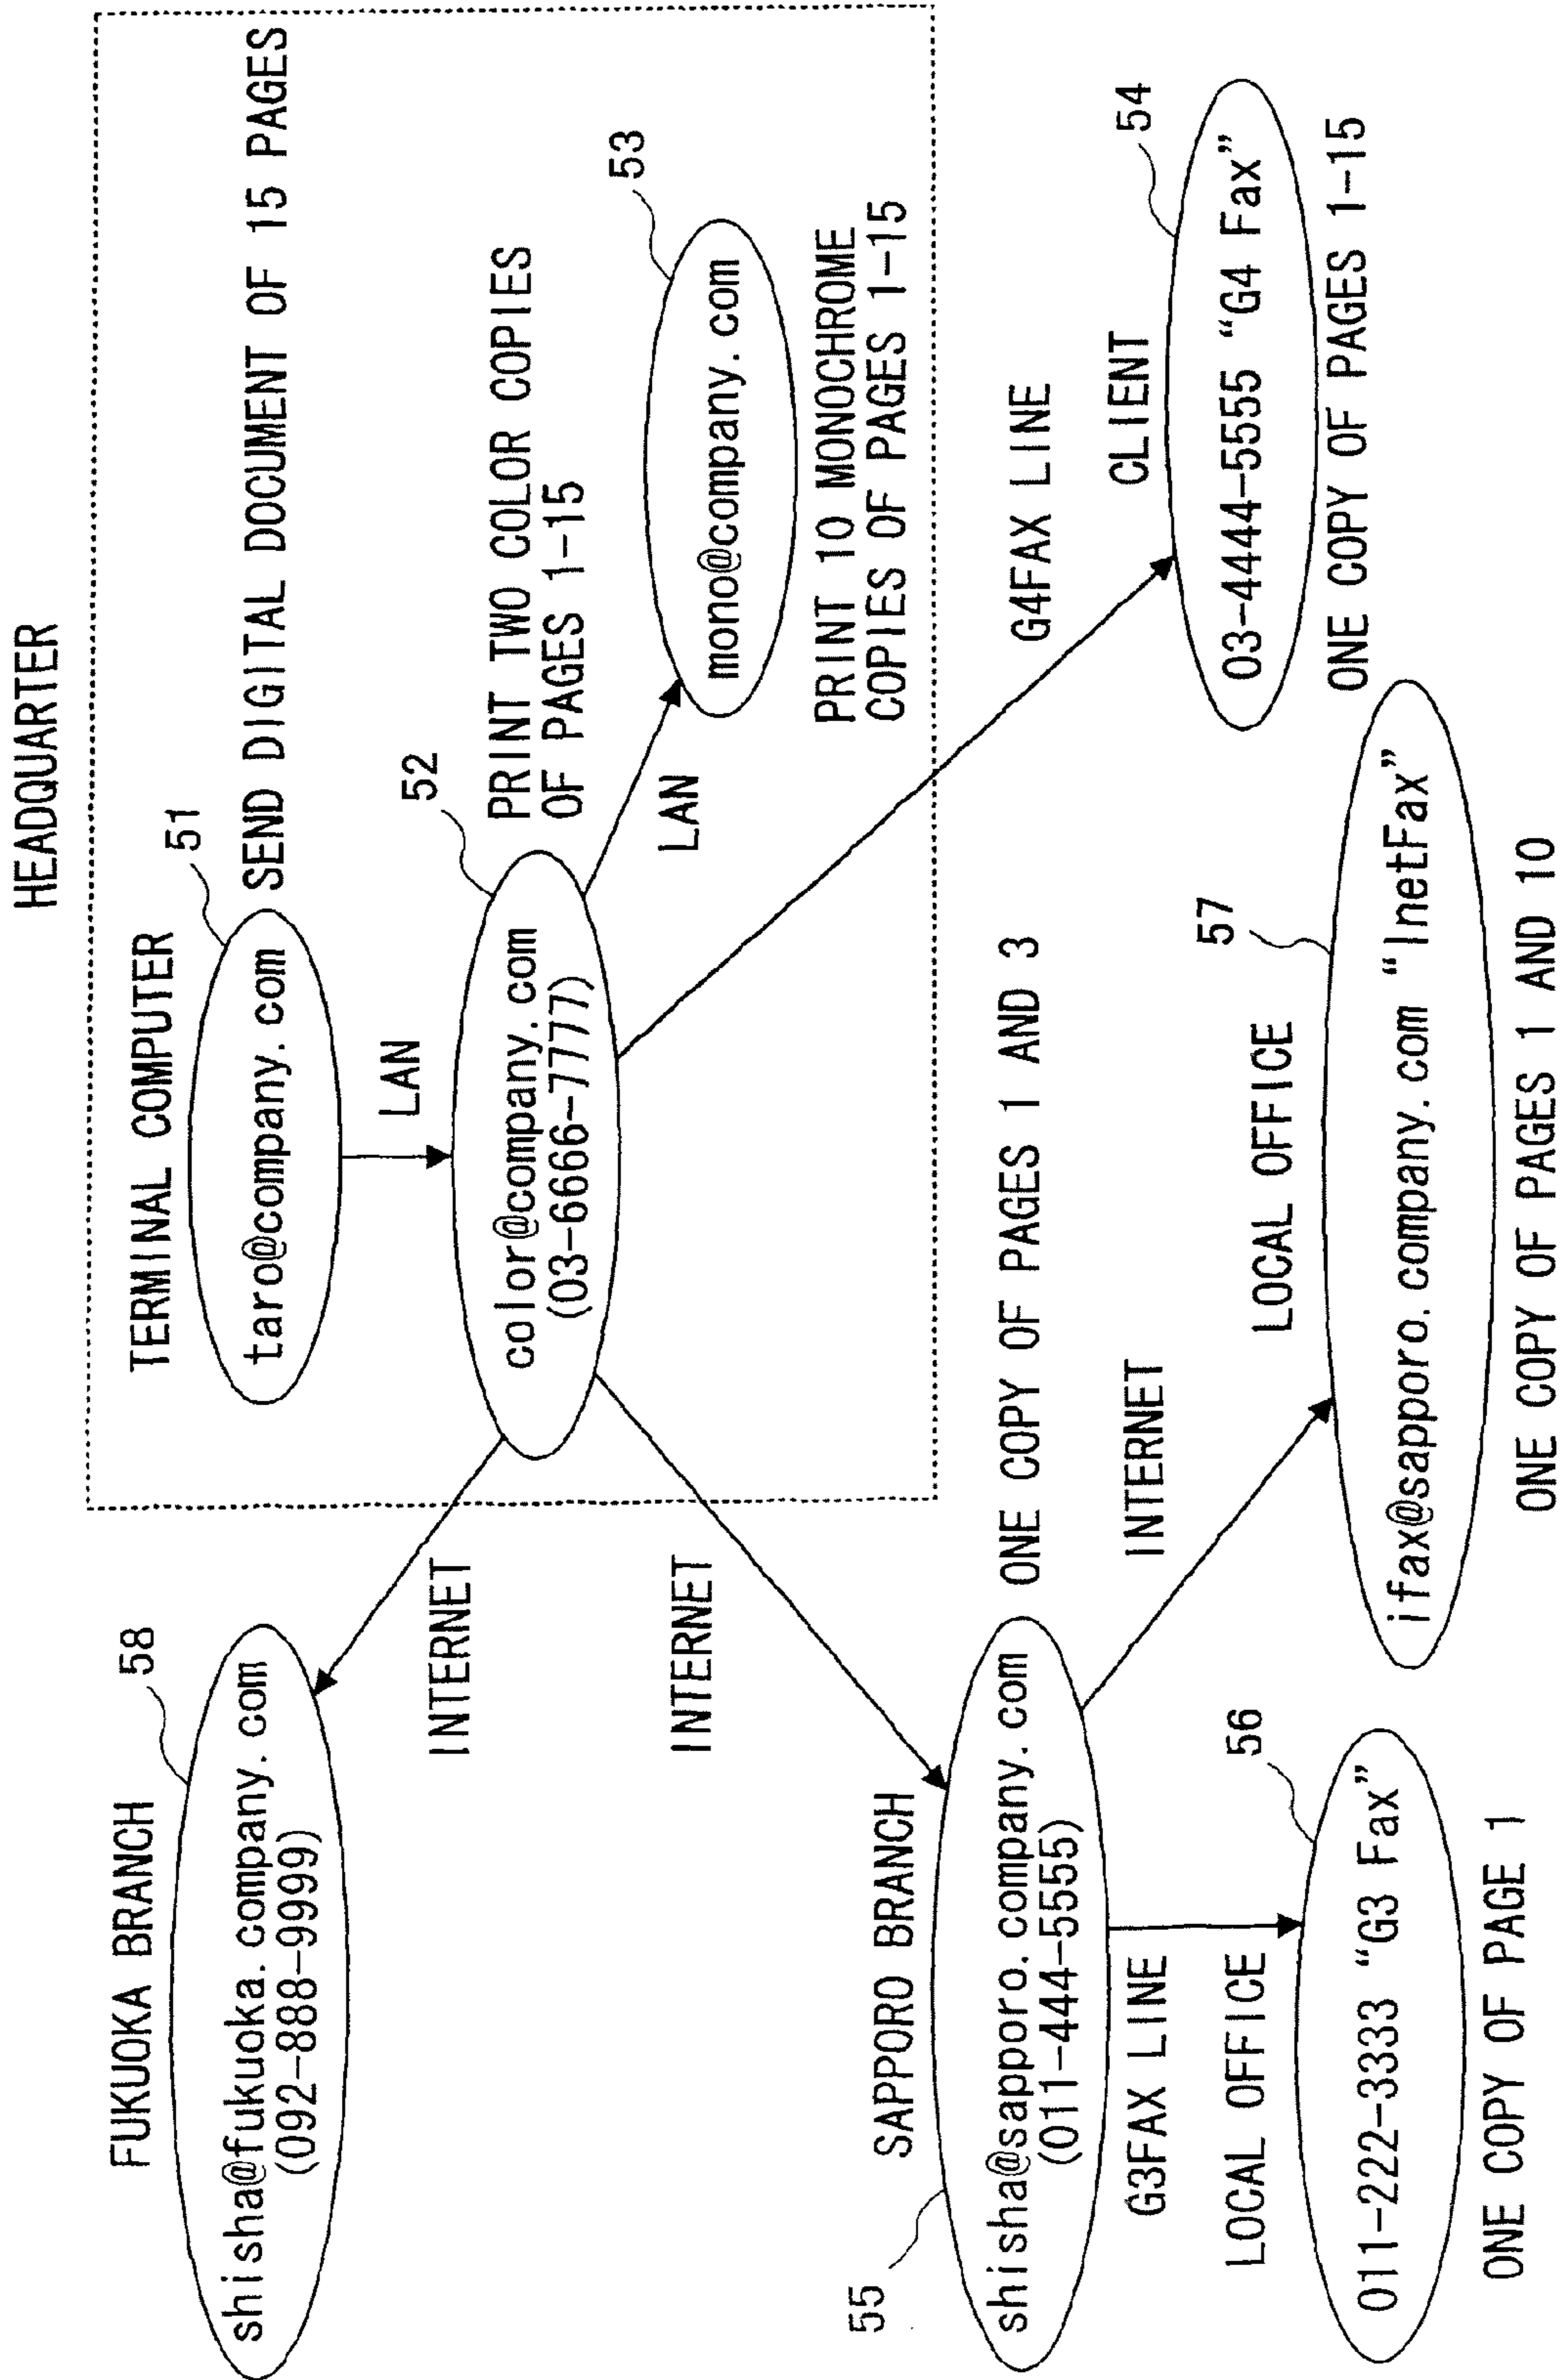 HEADQUARTER
FUKUOKA BRANCH
58
shisha@fukuoka.company.com
(092-888-9999)
TERMINAL COMPUTER
51
taro@company.com
SEND DIGITAL DOCUMENT OF 15 PAGES
LAN
INTERNET
52
color@company.com
(03-6666-7777)
PRINT TWO COLOR COPIES
OF PAGES 1-15
INTERNET
LAN
53
mono@company.com
PRINT 10 MONOCHROME
COPIES OF PAGES 1-15
SAPPORO BRANCH
55
shisha@sapporo.company.com
(011-444-5555)
ONE COPY OF PAGES 1 AND 3
G4FAX LINE
G3FAX LINE
INTERNET
CLIENT
54
03-4444-5555 “G4 Fax”
ONE COPY OF PAGES 1-15
LOCAL OFFICE
56
011-222-3333 “G3 Fax”
ONE COPY OF PAGE 1
LOCAL OFFICE
57
ifax@sapporo.company.com “InetFax”
ONE COPY OF PAGES 1 AND 10